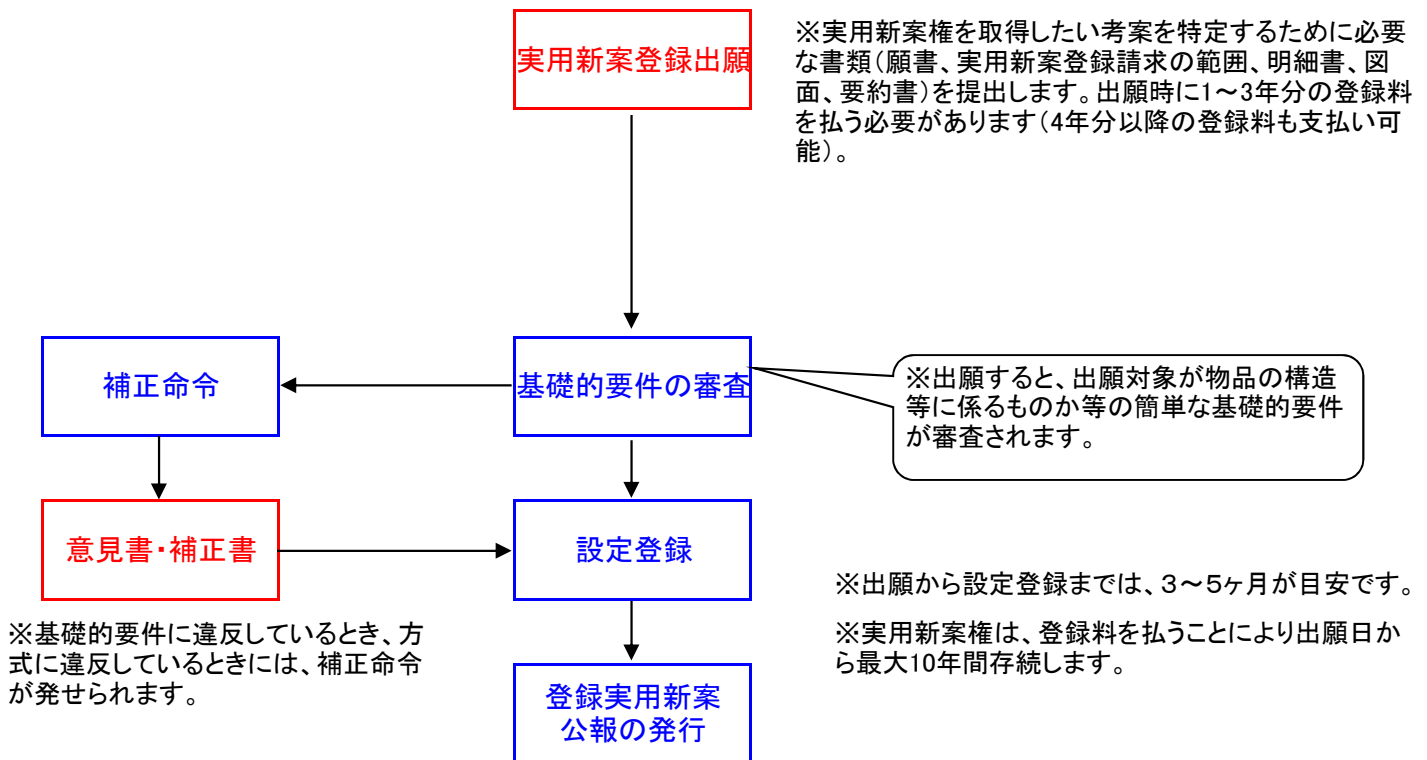 実用新案登録出願
※実用新案権を取得したい考案を特定するために必要
な書類（願書、実用新案登録請求の範囲、明細書、図
面、要約書）を提出します。出願時に1～3年分の登録料
を払う必要があります（4年分以降の登録料も支払い可
能）。
補正命令
基礎的要件の審査
※出願すると、出願対象が物品の構造
等に係るものか等の簡単な基礎的要件
が審査されます。
意見書・補正書
設定登録
※出願から設定登録までは、３～５ヶ月が目安です。
※基礎的要件に違反しているとき、方
式に違反しているときには、補正命令
が発せられます。
※実用新案権は、登録料を払うことにより出願日か
ら最大10年間存続します。
登録実用新案
公報の発行